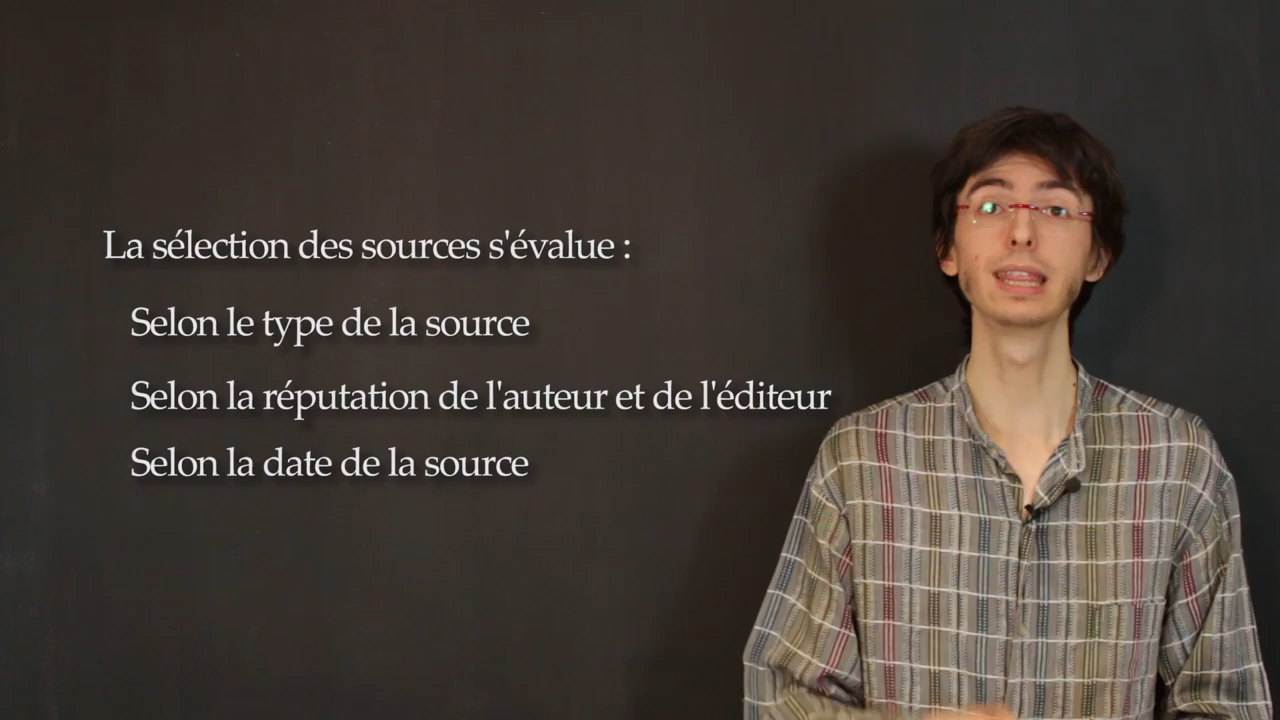 La sélection des sources s'évalue :
Selon le type de la source
Selon la réputation de l'auteur et de l'éditeur
Selon la date de la source